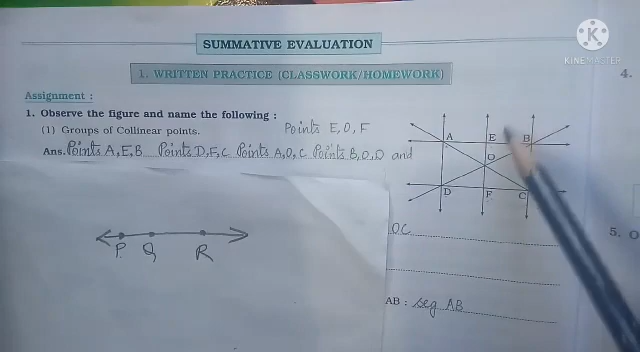 KINEMASTER
SUMMATIVE EVALUATION
1. WRITTEN PRACTICE (CLASSWORK/HOMEWORK)
4.
Assignment :
1. Observe the figure and name the following :
(1) Groups of Collinear points. Points E, O, F
Ans. Points A, E, B Points D, F, C Points A, O, C Points B, O, D and
A E B
O
D F C
OC
5. O
P Q R
AB : seg AB